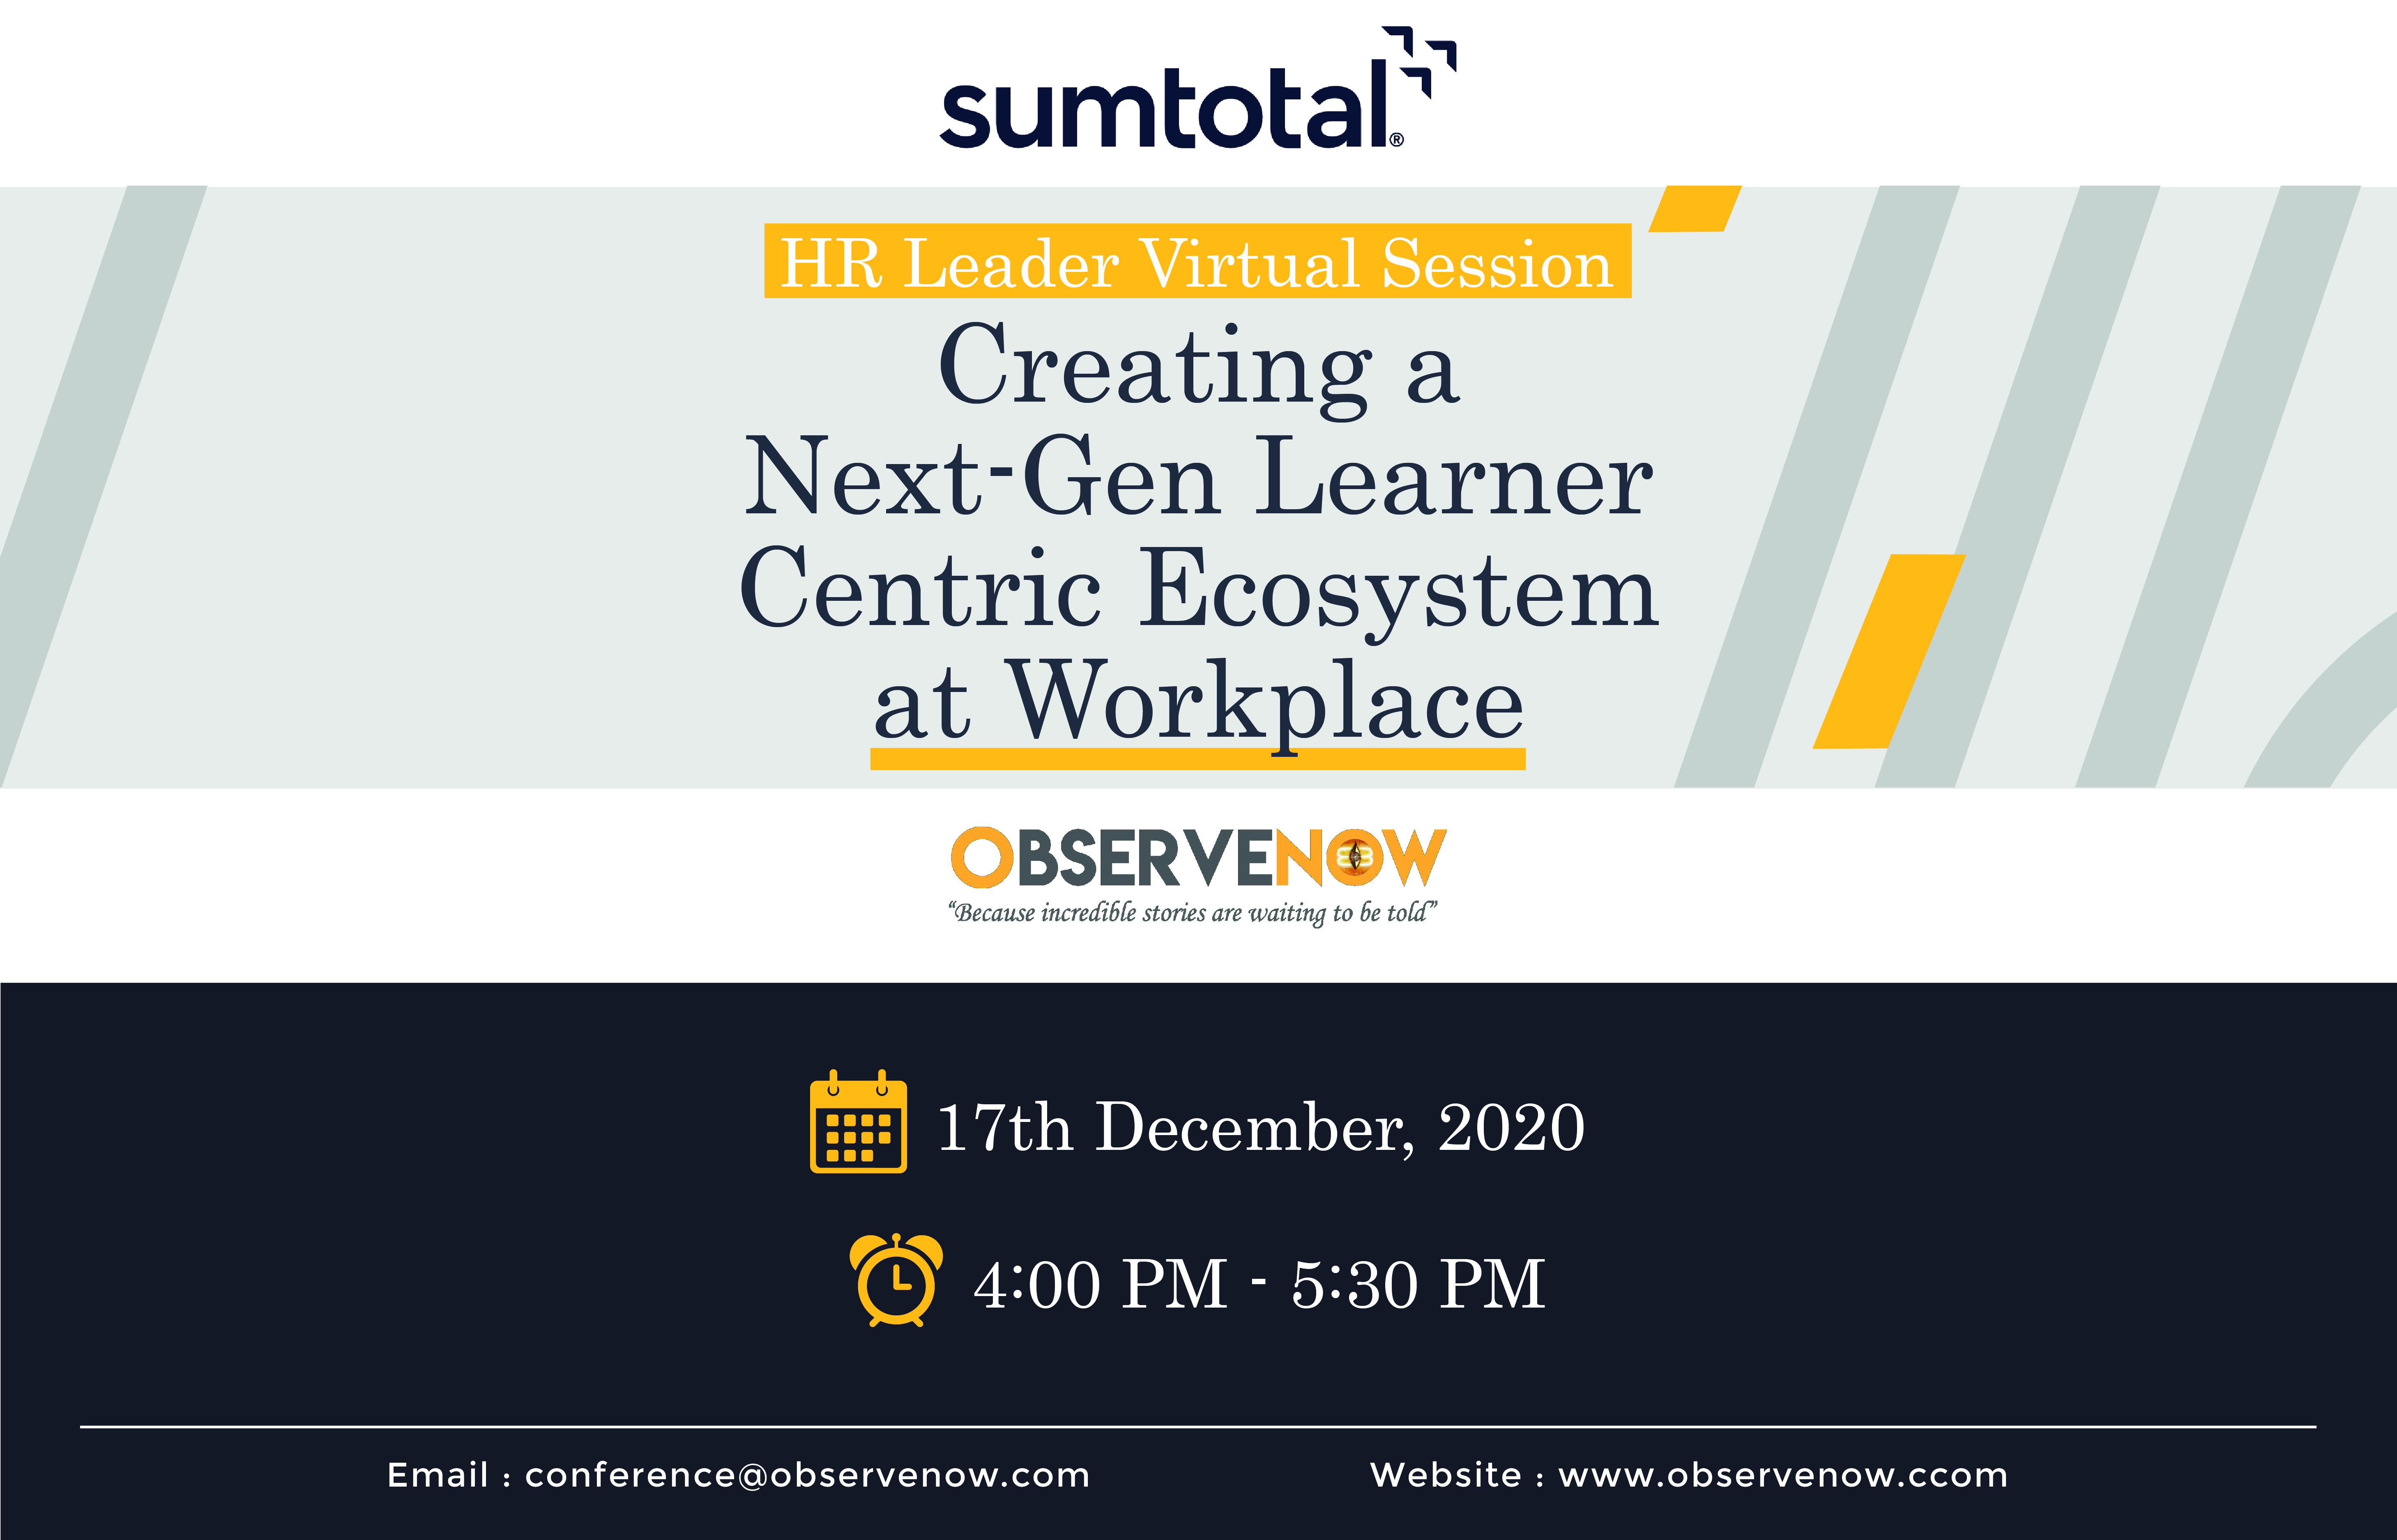 sumtotal®
HR Leader Virtual Session
Creating a
Next-Gen Learner
Centric Ecosystem
at Workplace
OBSERVENOW
“Because incredible stories are waiting to be told”
17th December, 2020
4:00 PM - 5:30 PM
Email : conference@observenow.com
Website : www.observenow.ccom